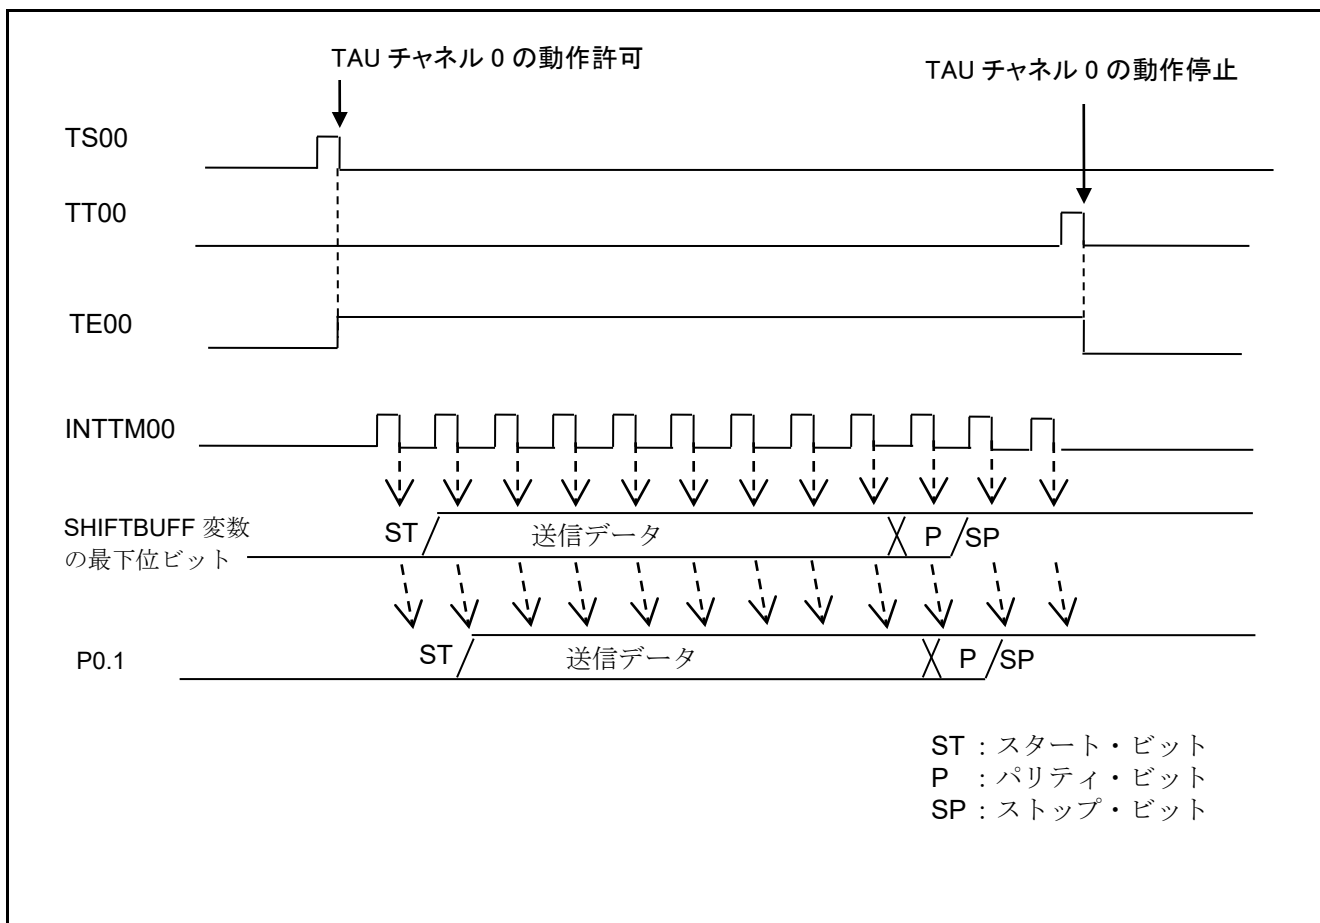 TAU チャネル 0 の動作許可
TAU チャネル 0 の動作停止
TS00
TT00
TE00
INTTM00
SHIFTBUFF 変数
の最下位ビット
ST
送信データ
P
SP
P0.1
ST
送信データ
P
SP
ST : スタート・ビット
P : パリティ・ビット
SP : ストップ・ビット